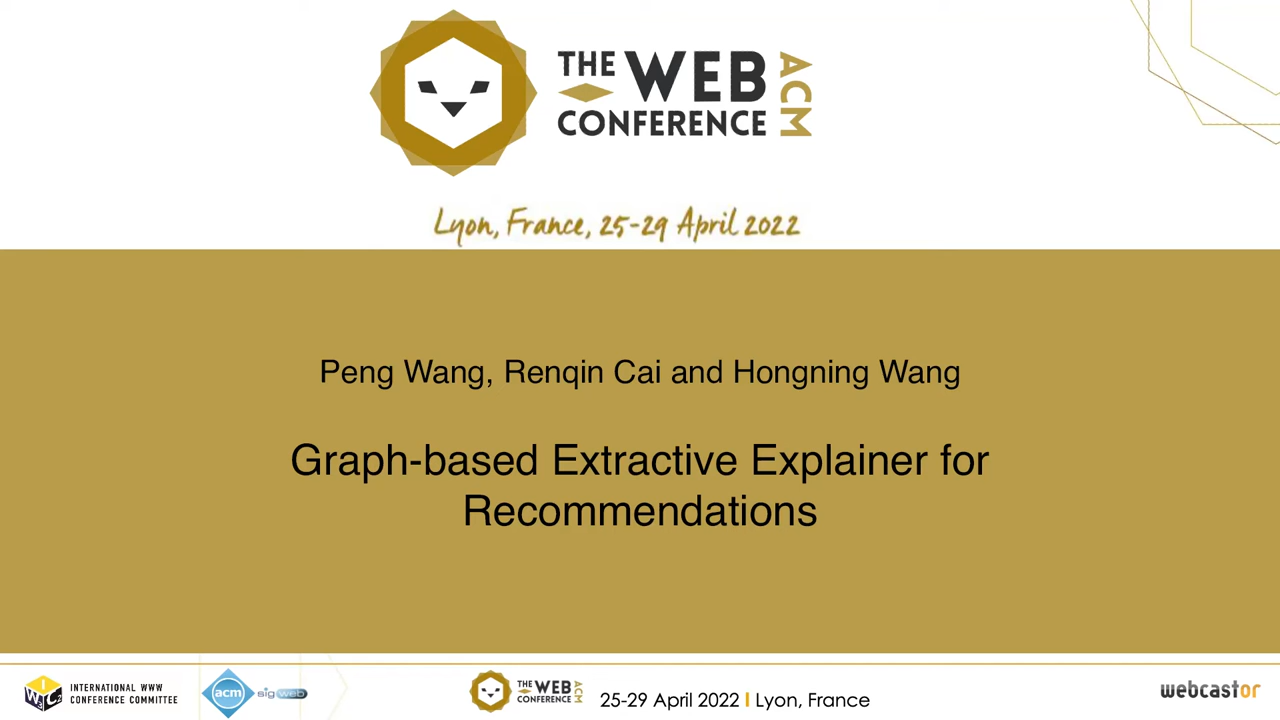 THE WEB ACM
CONFERENCE
Lyon, France, 25-29 April 2022
Peng Wang, Renqin Cai and Hongning Wang
Graph-based Extractive Explainer for
Recommendations
IW3C2
INTERNATIONAL WWW
CONFERENCE COMMITTEE
acm sigweb
THE WEB ACM
CONFERENCE
25-29 April 2022 I Lyon, France
webcastor